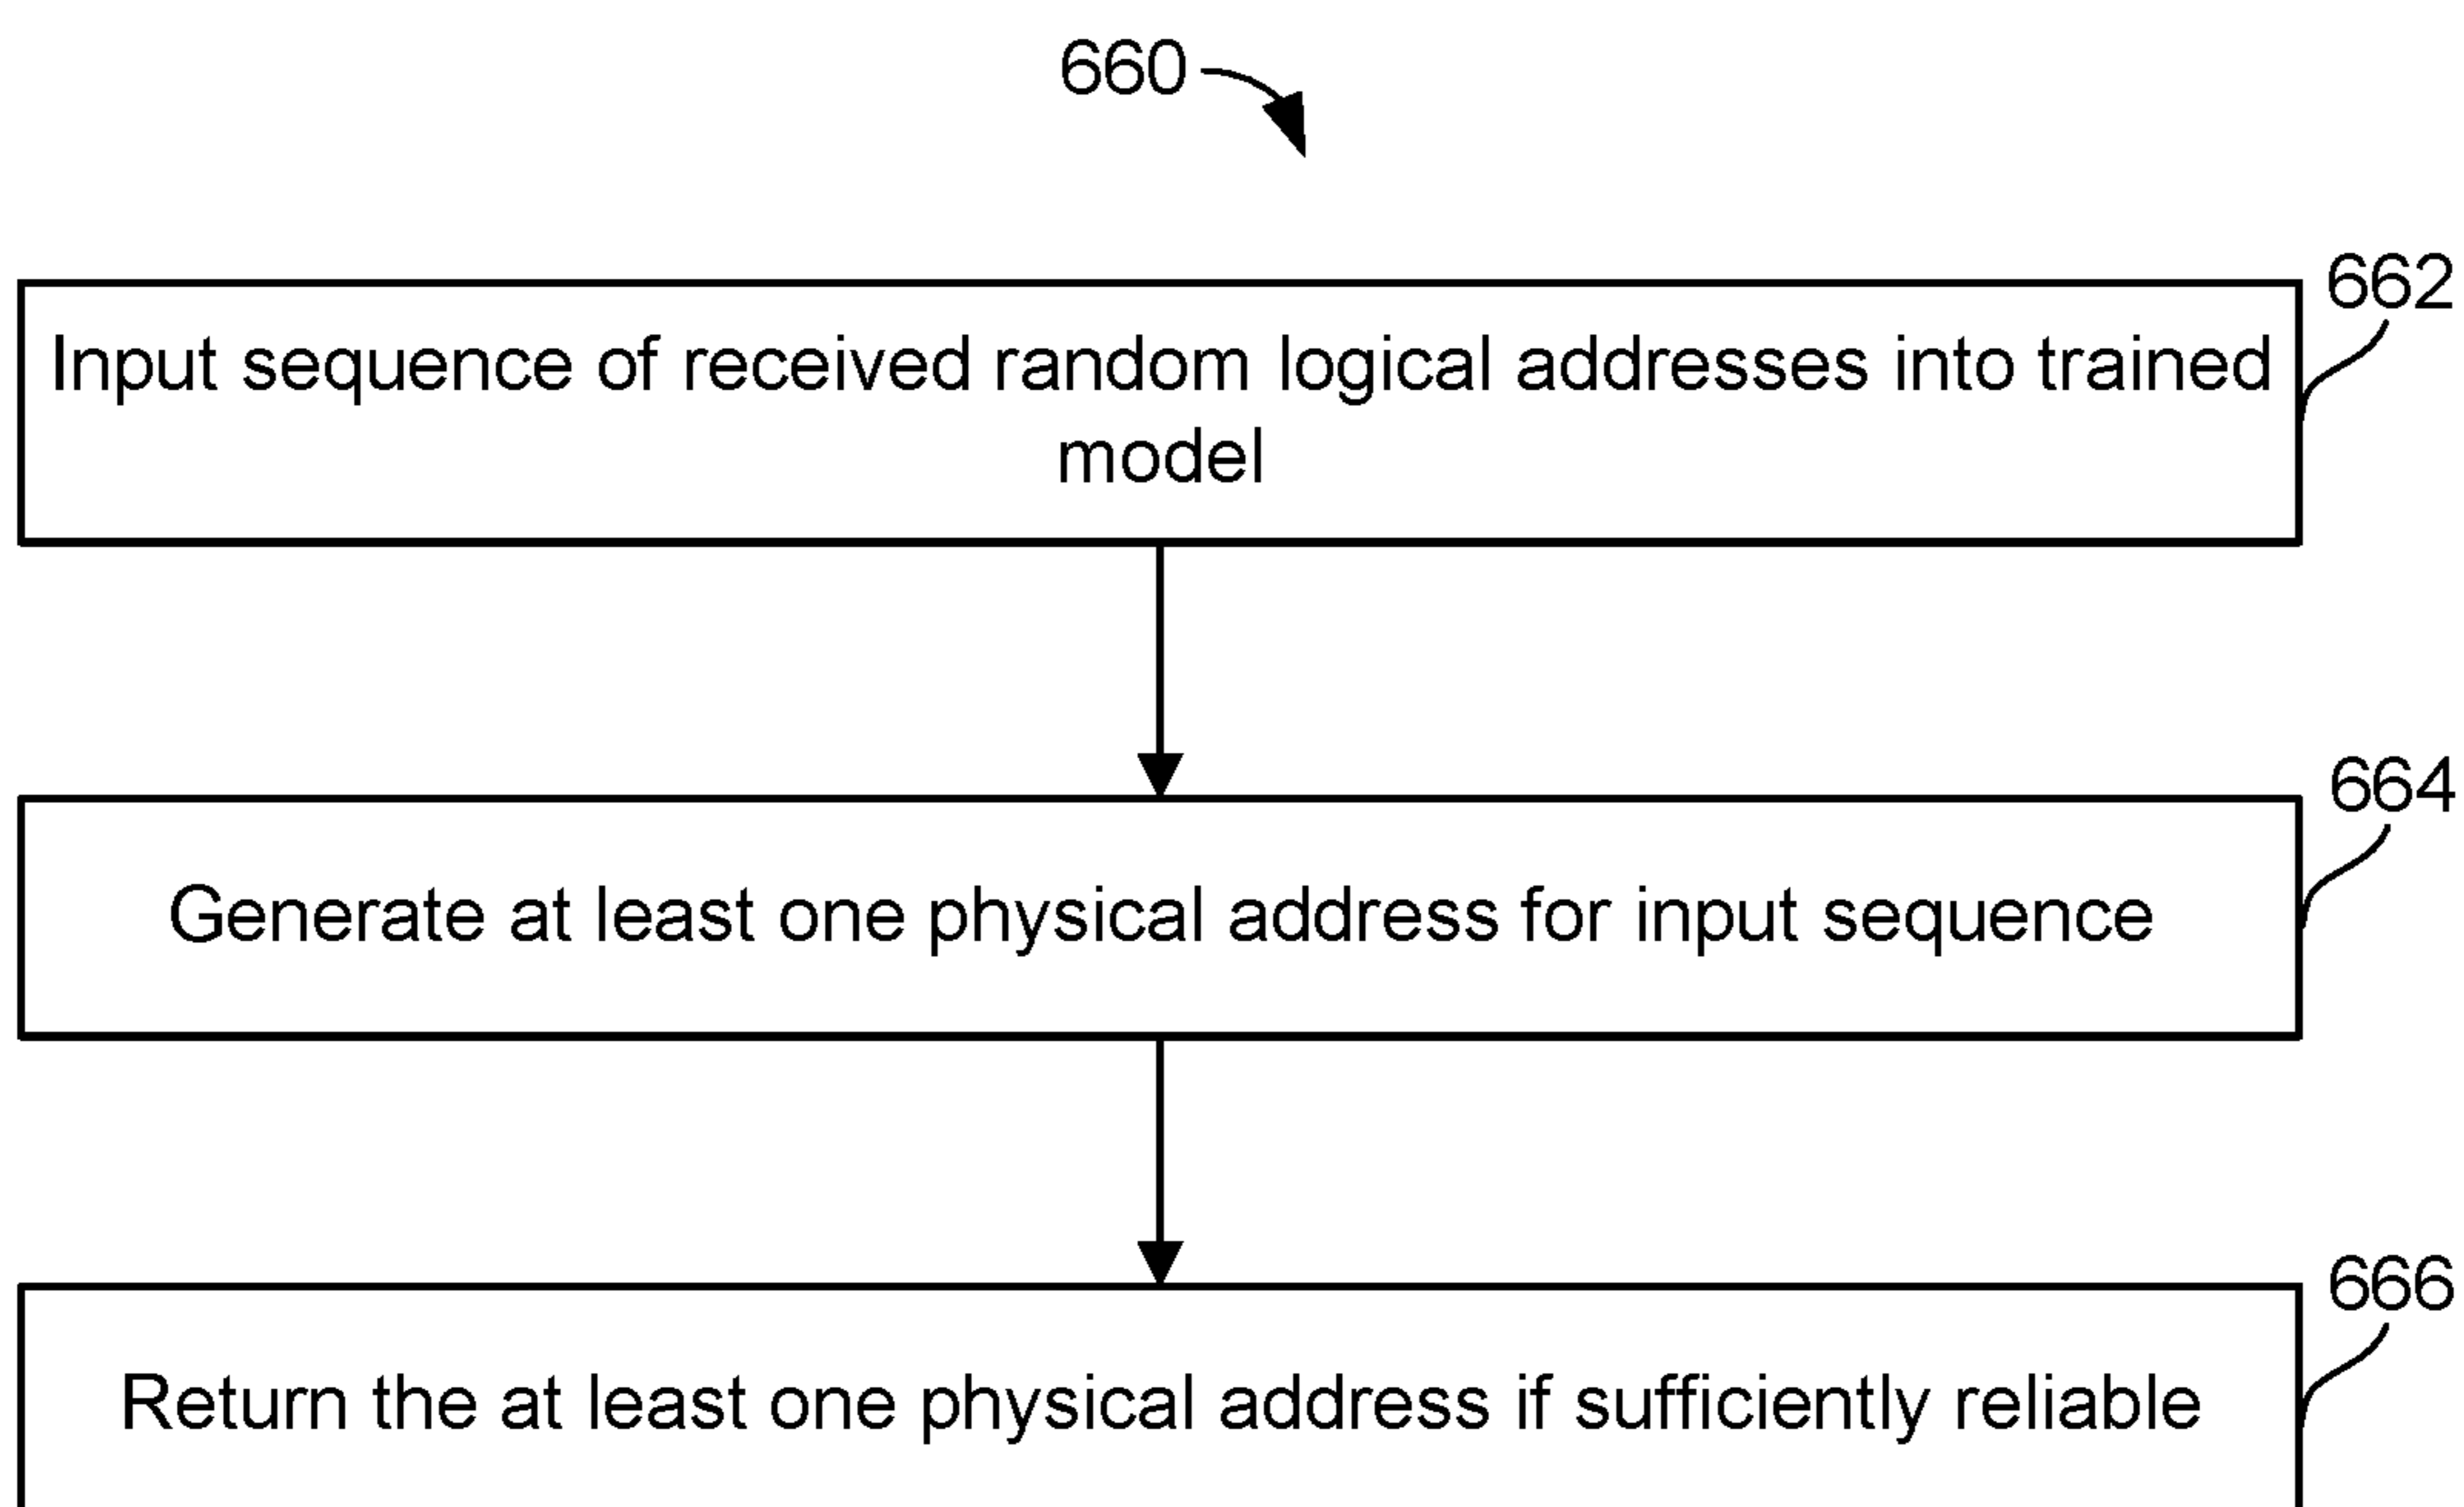 660
662
Input sequence of received random logical addresses into trained
model
664
Generate at least one physical address for input sequence
666
Return the at least one physical address if sufficiently reliable